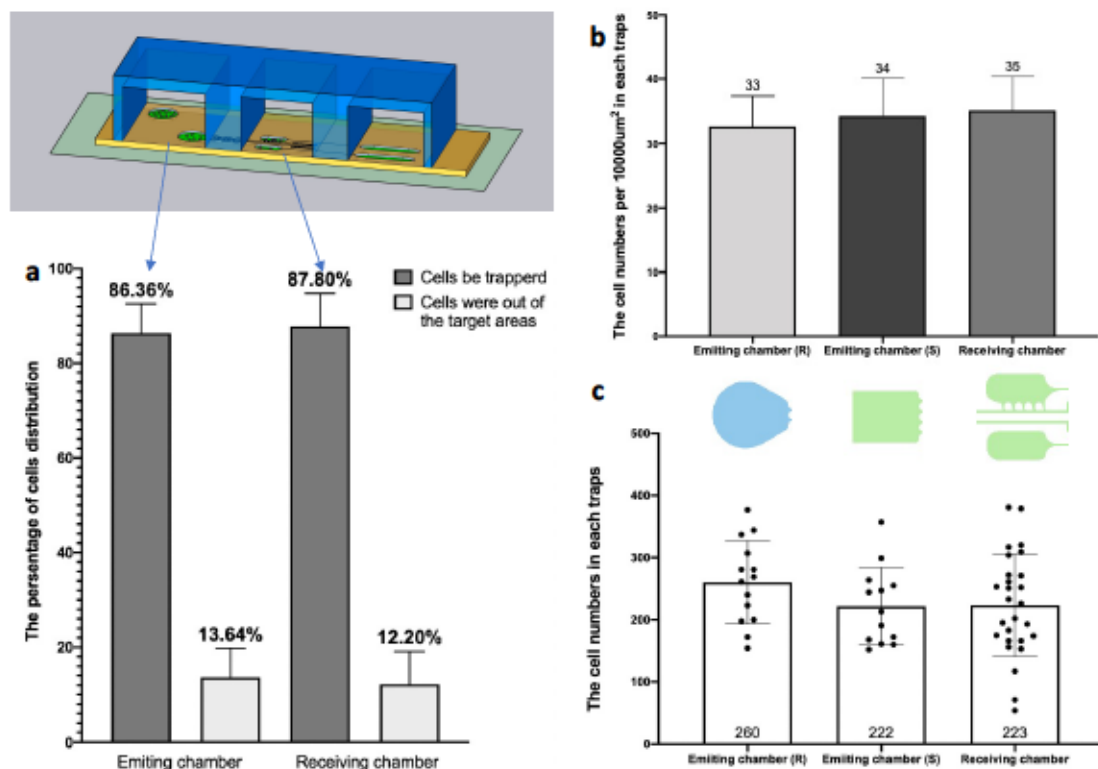 a
The persentage of cells distribution
100
80
60
40
20
0
86.36%
13.64%
87.80%
12.20%
Cells be trapperd
Cells were out of
the target areas
Emiting chamber
Receiving chamber
b
The cell numbers per 10000um² in each traps
50
40
30
20
10
0
33
34
35
Emitting chamber (R)
Emitting chamber (S)
Receiving chamber
c
The cell numbers in each traps
500
400
300
200
100
0
260
222
223
Emitting chamber (R)
Emitting chamber (S)
Receiving chamber